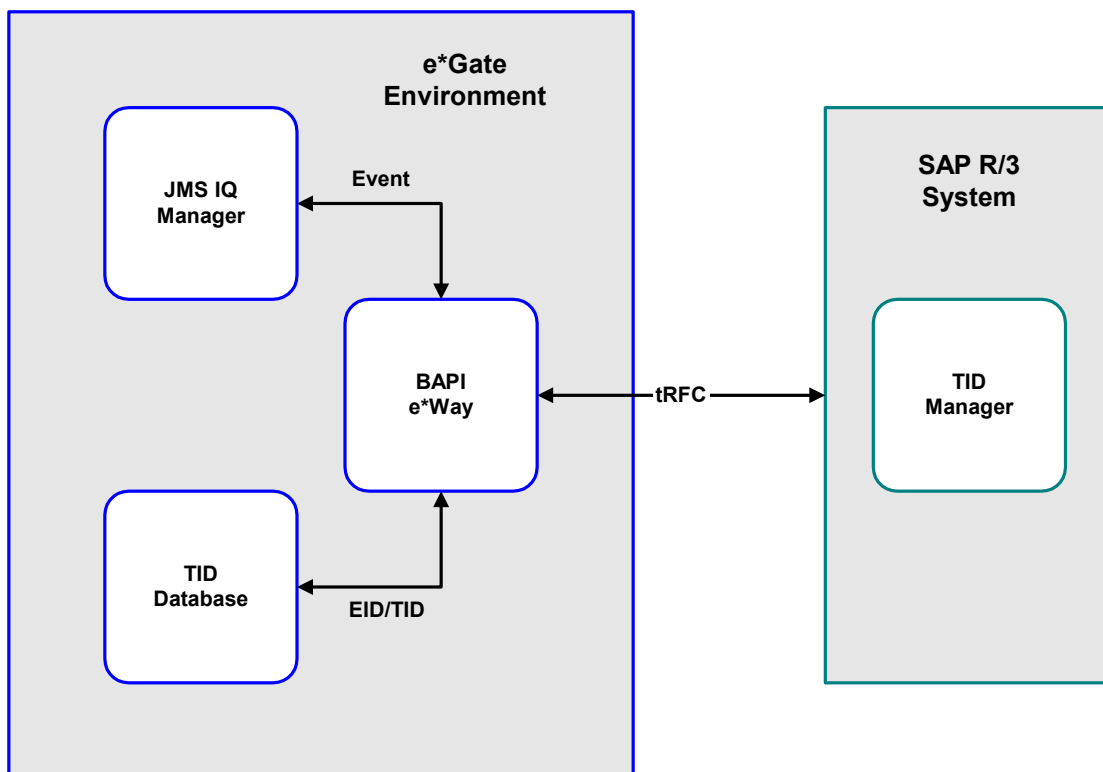 e*Gate
Environment
JMS IQ
Manager
Event
SAP R/3
System
BAPI
e*Way
tRFC
TID
Manager
TID
Database
EID/TID